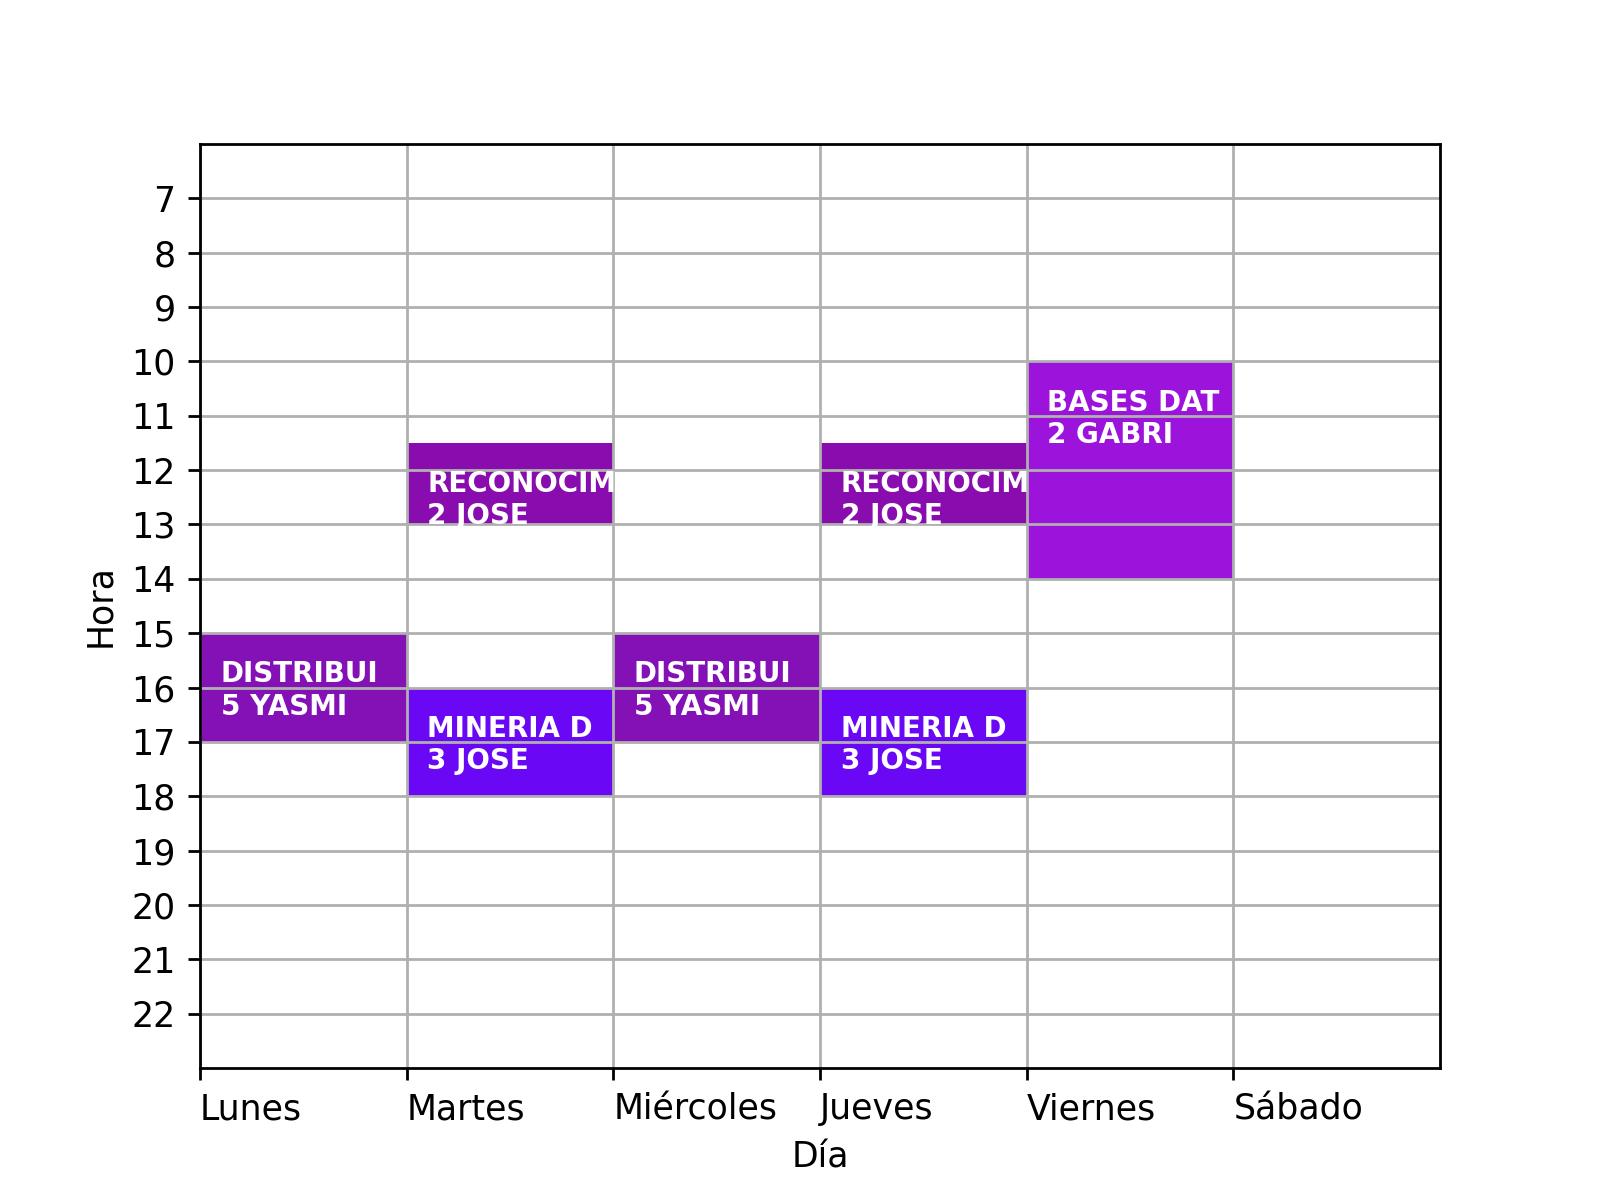 7
8
9
10
11
12
13
14
15
16
17
18
19
20
21
22
Hora
BASES DAT
2 GABRI
RECONOCIM
2 JOSE
RECONOCIM
2 JOSE
DISTRIBUI
5 YASMI
DISTRIBUI
5 YASMI
MINERIA D
3 JOSE
MINERIA D
3 JOSE
Lunes Martes Miércoles Jueves Viernes Sábado
Día